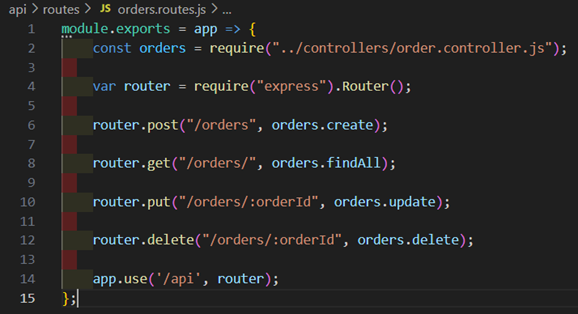 api > routes > JS orders.routes.js > ...
1 module.exports = app => {
2 const orders = require("../controllers/order.controller.js");
3
4 var router = require("express").Router();
5
6 router.post("/orders", orders.create);
7
8 router.get("/orders/", orders.findAll);
9
10 router.put("/orders/:orderId", orders.update);
11
12 router.delete("/orders/:orderId", orders.delete);
13
14 app.use('/api', router);
15 };